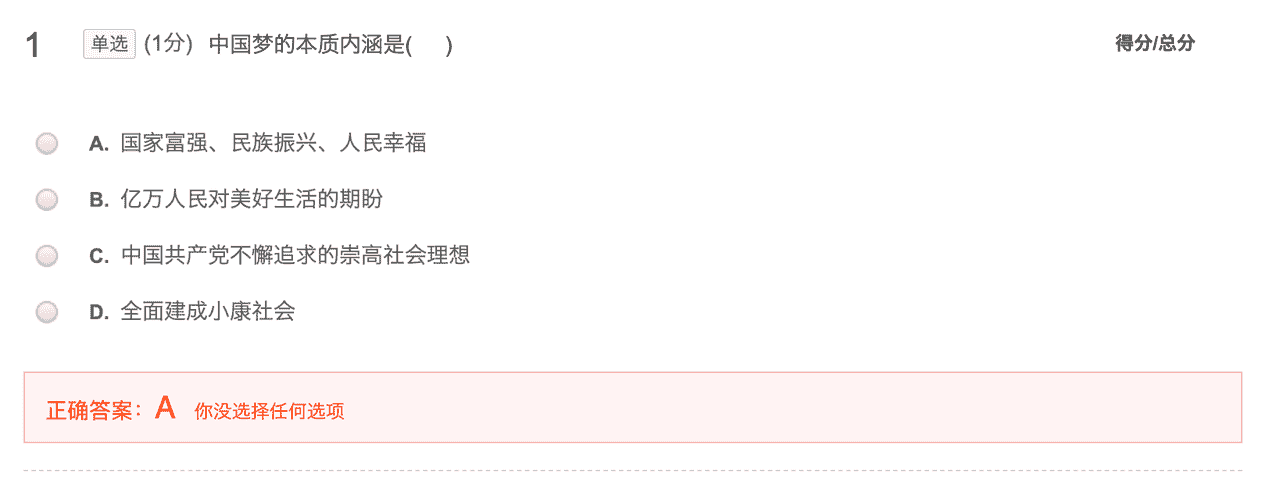 1 单选 (1分) 中国梦的本质内涵是( ) 得分/总分
A. 国家富强、民族振兴、人民幸福
B. 亿万人民对美好生活的期盼
C. 中国共产党不懈追求的崇高社会理想
D. 全面建成小康社会
正确答案：A 你没选择任何选项